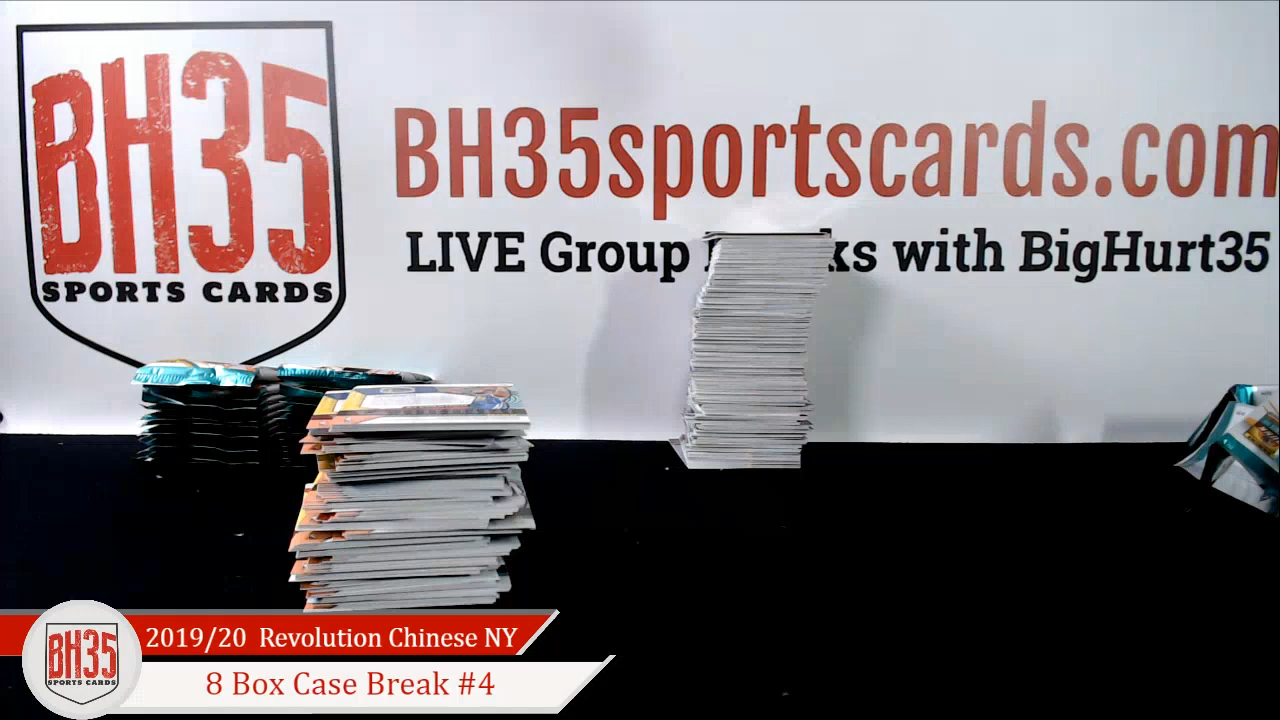 BH35
SPORTS CARDS
BH35sportscards.com
LIVE Group ks with BigHurt35
2019/20 Revolution Chinese NY
8 Box Case Break #4
BH35
SPORTS CARDS